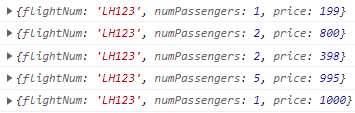 ▶ {flightNum: 'LH123', numPassengers: 1, price: 199}
▶ {flightNum: 'LH123', numPassengers: 2, price: 800}
▶ {flightNum: 'LH123', numPassengers: 2, price: 398}
▶ {flightNum: 'LH123', numPassengers: 5, price: 995}
▶ {flightNum: 'LH123', numPassengers: 1, price: 1000}